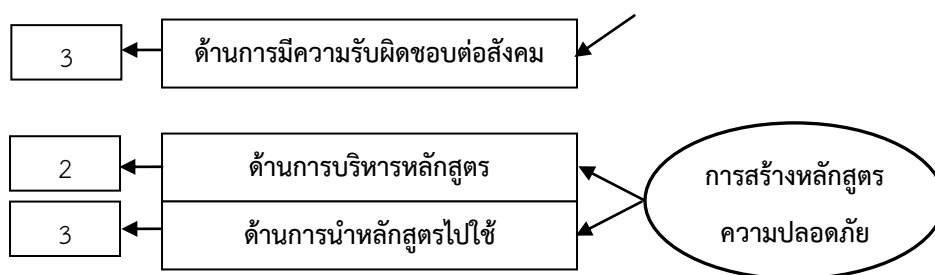 3
ด้านการมีความรับผิดชอบต่อสังคม
2
ด้านการบริหารหลักสูตร
3
ด้านการนำหลักสูตรไปใช้
การสร้างหลักสูตร
ความปลอดภัย